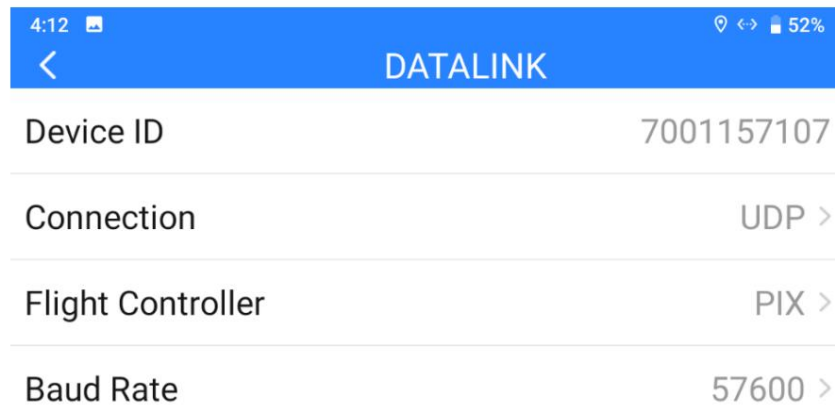 4:12 52%
DATALINK
Device ID 7001157107
Connection UDP
Flight Controller PIX
Baud Rate 57600